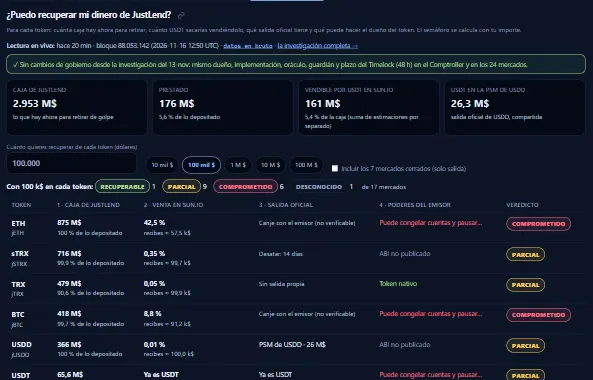 ¿Puedo recuperar mi dinero de JustLend?
Para cada token: cuánta caja hay ahora para retirar, cuánto USDT sacarías vendiéndolo, qué salida oficial tiene y qué puede hacer el dueño del token. El semáforo se calcula con tu importe.
Lectura en vivo: hace 20 min · bloque 88.053.142 (2026-11-16 12:50 UTC) · datos en bruto · la investigación completa →
✓ Sin cambios de gobierno desde la investigación del 13-nov: mismo dueño, implementación, oráculo, guardián y plazo del Timelock (48 h) en el Comptroller y en los 24 mercados.
CAJA DE JUSTLEND
2.953 M$
lo que hay ahora para retirar de golpe
PRESTADO
176 M$
5,6 % de lo depositado
VENDIBLE POR USDT EN SUN.IO
161 M$
5,4 % de la caja (suma de estimaciones por separado)
USDT EN LA PSM DE USDD
26,3 M$
salida oficial de USDD, compartida
Cuánto quieres recuperar de cada token (dólares)
100.000
10 mil $
100 mil $
1 M$
10 M$
100 M$
Incluir los 7 mercados cerrados (solo salida)
Con 100 k$ en cada token: RECUPERABLE 1 PARCIAL 9 COMPROMETIDO 6 DESCONOCIDO 1 de 17 mercados
TOKEN 1 · CAJA DE JUSTLEND 2 · VENTA EN SUN.IO 3 · SALIDA OFICIAL 4 · PODERES DEL EMISOR VEREDICTO
ETH 875 M$ 42,5 % Canje con el emisor (no verificable) Puede congelar cuentas y pausar... COMPROMETIDO
jETH 100 % de lo depositado recibes ≈ 57,5 k$
sTRX 716 M$ 0,35 % Desatar: 14 días ABI no publicado PARCIAL
jsTRX 99,9 % de lo depositado recibes ≈ 99,7 k$
TRX 479 M$ 0,05 % Sin salida propia Token nativo PARCIAL
jTRX 90,6 % de lo depositado recibes ≈ 99,9 k$
BTC 418 M$ 8,8 % Canje con el emisor (no verificable) Puede congelar cuentas y pausar... COMPROMETIDO
jBTC 99,7 % de lo depositado recibes ≈ 91,2 k$
USDD 366 M$ 0,01 % PSM de USDD · 26 M$ ABI no publicado PARCIAL
jUSDD 100 % de lo depositado recibes ≈ 100,0 k$
USDT 65,6 M$ Ya es USDT Ya es USDT Puede congelar cuentas y pausar... PARCIAL